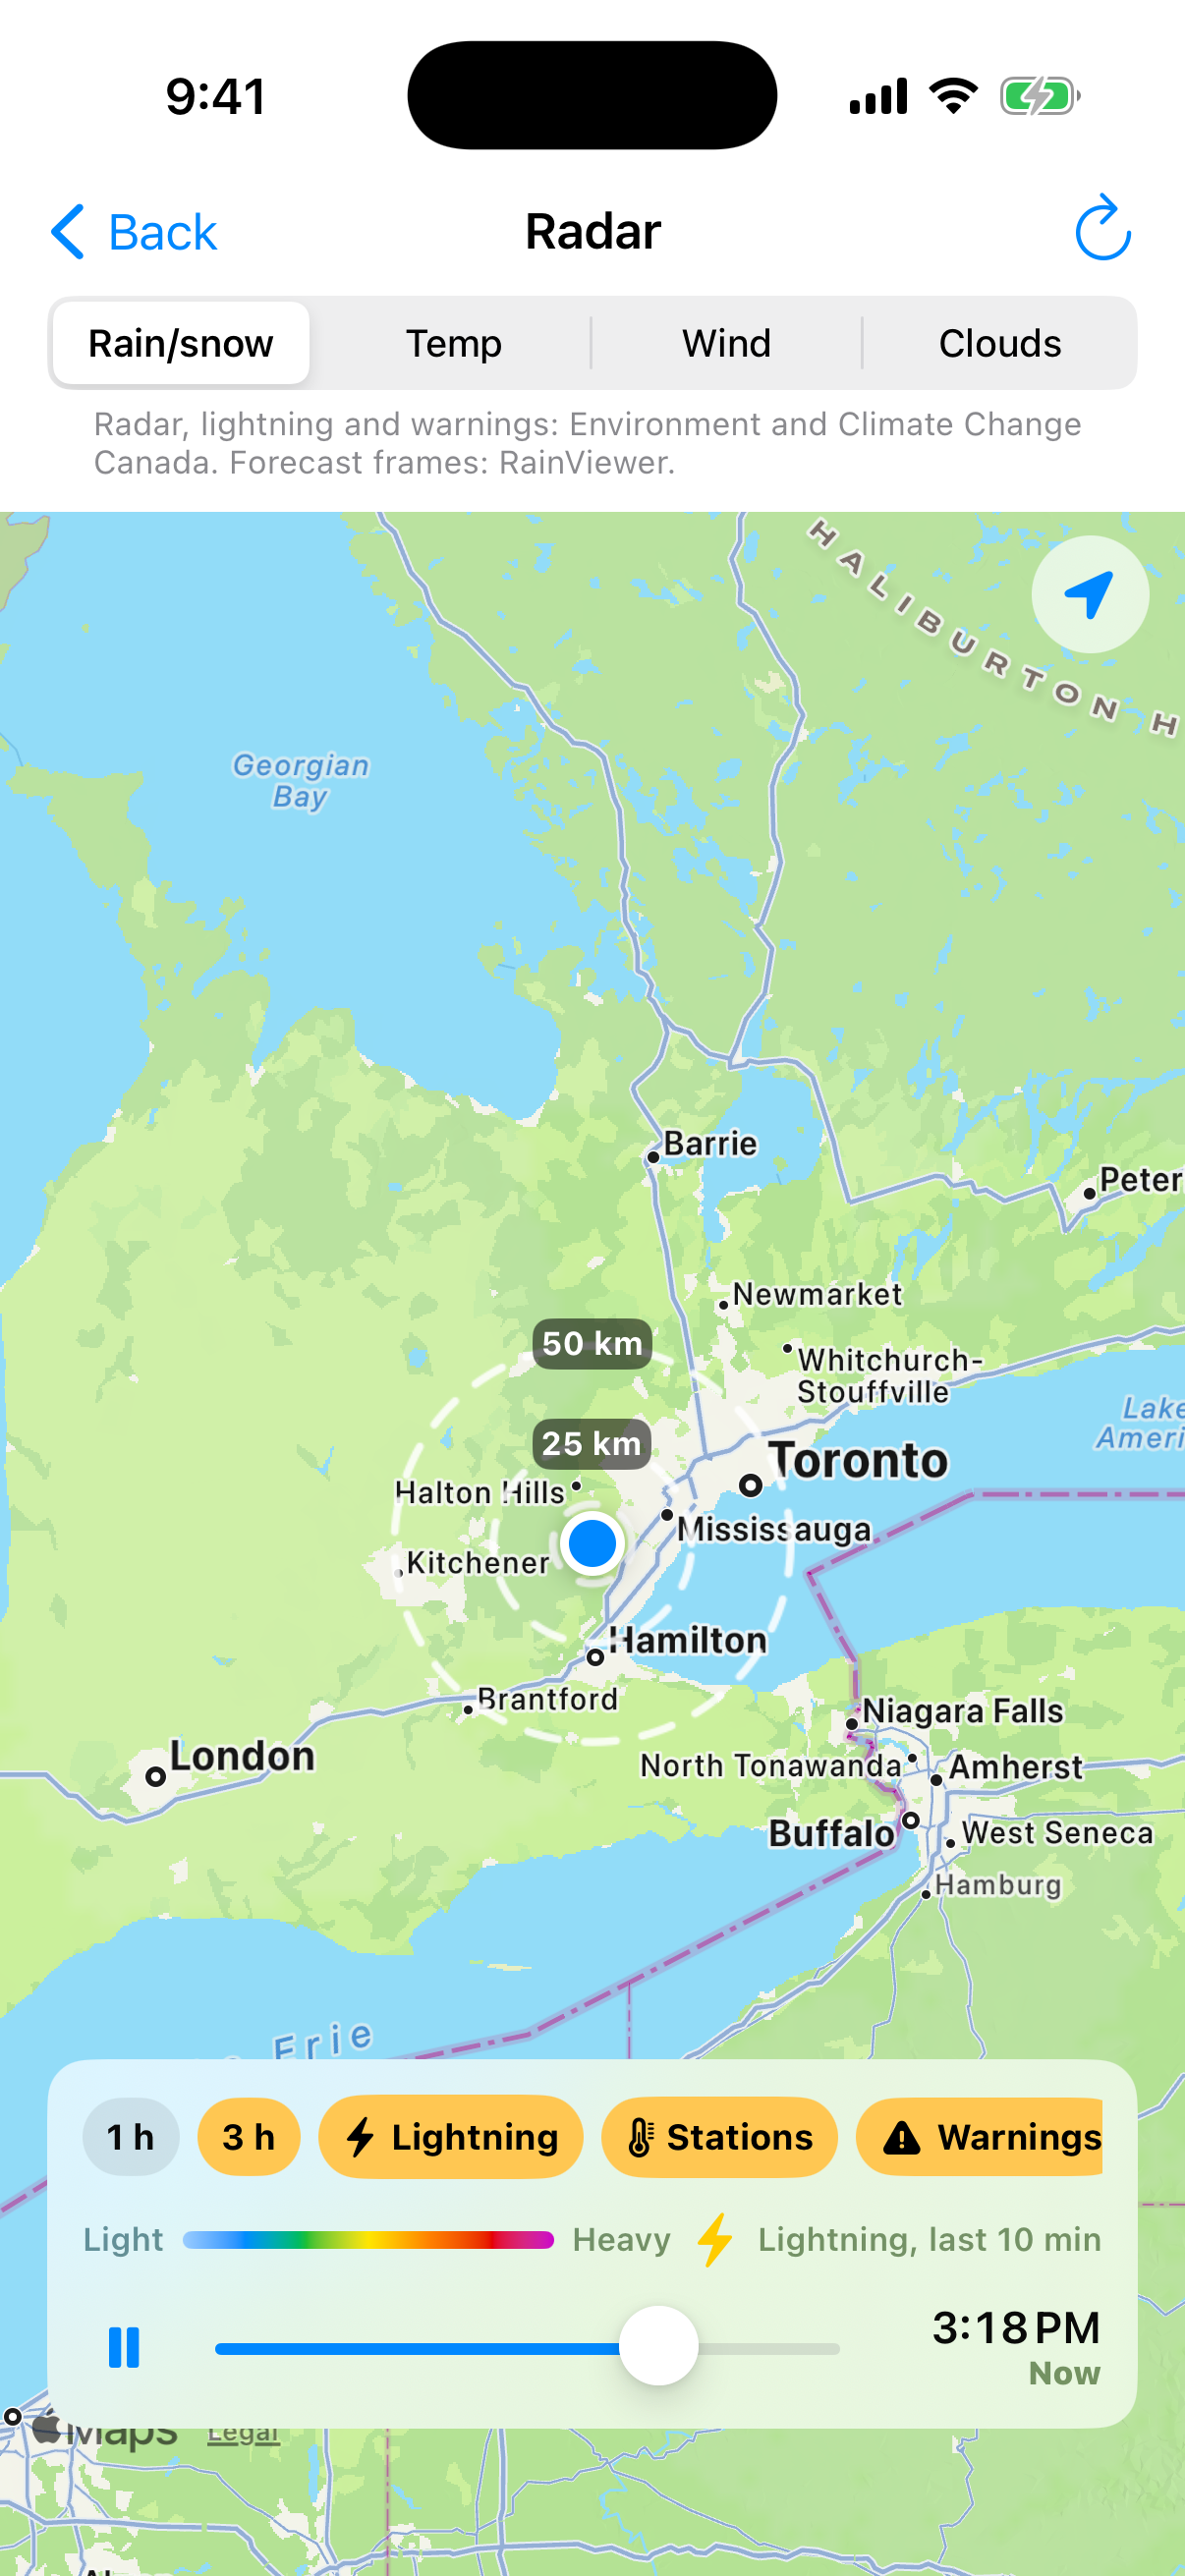 9:41
Back
Radar
Rain/snow
Temp
Wind
Clouds
Radar, lightning and warnings: Environment and Climate Change
Canada. Forecast frames: RainViewer.
HALIBURTON H
Georgian
Bay
Barrie
Peter
Newmarket
50 km
Whitchurch-
Stouffville
Lake
Ameri
25 km
Toronto
Halton Hills
Mississauga
Kitchener
Hamilton
Brantford
Niagara Falls
London
North Tonawanda
Amherst
Buffalo
West Seneca
Hamburg
Erie
1 h
3 h
Lightning
Stations
Warnings
Light
Heavy
Lightning, last 10 min
3:18 PM
Now
Maps
Legal